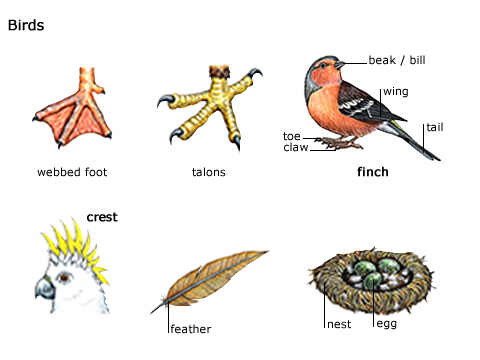 Birds
beak / bill
wing
tail
toe
claw
webbed foot
talons
finch
crest
feather
nest
egg